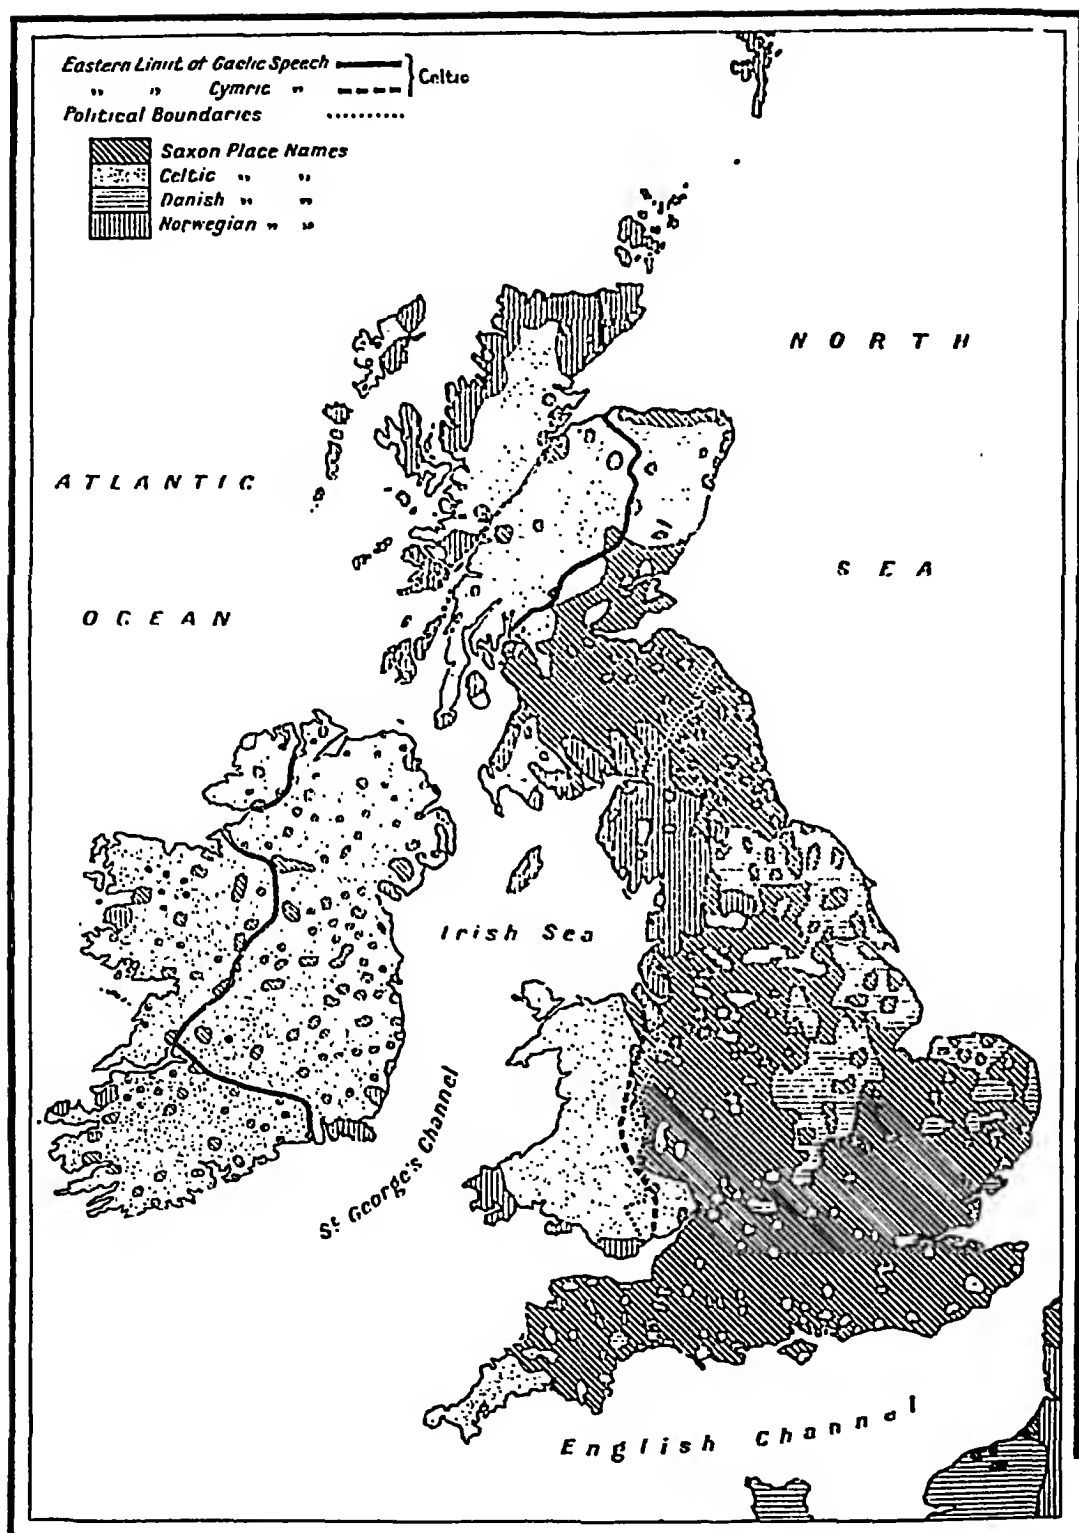 Eastern Limit of Gaelic Speech
" " Cymric "
Celtic
Political Boundaries
Saxon Place Names
Celtic " "
Danish " "
Norwegian " "
NORTH
SEA
ATLANTIC
OCEAN
Irish Sea
St. George's Channel
English Channel